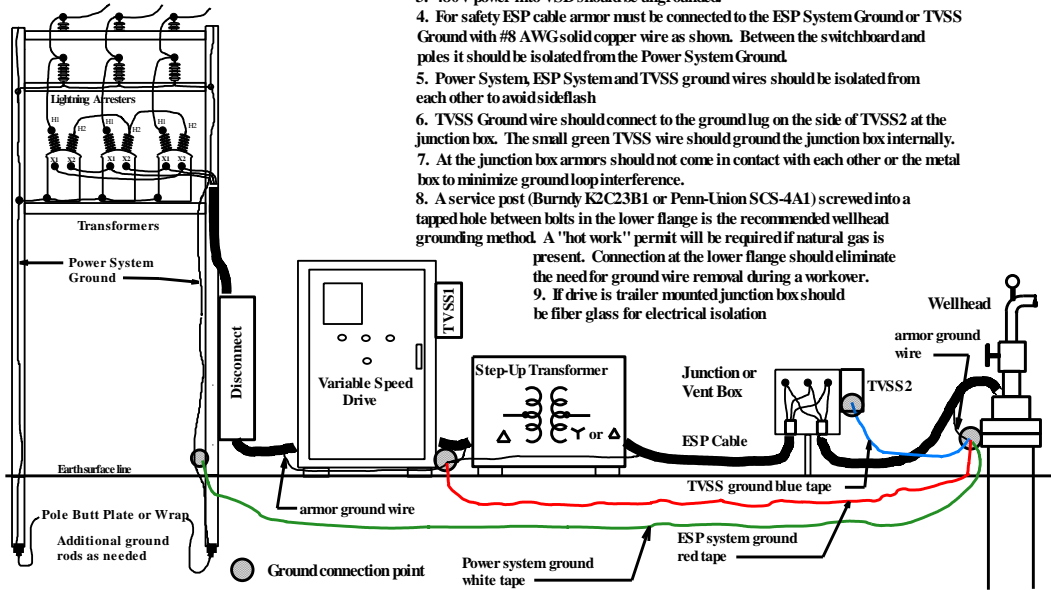 4. For safety ESP cable armor must be connected to the ESP System Ground or TVSS
Ground with #8 AWG solid copper wire as shown. Between the switchboard and
poles it should be isolated from the Power System Ground.
5. Power System, ESP System and TVSS ground wires should be isolated from
each other to avoid sideflash
6. TVSS Ground wire should connect to the ground lug on the side of TVSS2 at the
junction box. The small green TVSS wire should ground the junction box internally.
7. At the junction box armors should not come in contact with each other or the metal
box to minimize ground loop interference.
8. A service post (Burndy K2C23B1 or Penn-Union SCS-4A1) screwed into a
tapped hole between bolts in the lower flange is the recommended wellhead
grounding method. A "hot work" permit will be required if natural gas is
present. Connection at the lower flange should eliminate
the need for ground wire removal during a workover.
9. If drive is trailer mounted junction box should
be fiber glass for electrical isolation
Lightning Arresters
H1
H2
H1
H2
H1
H2
X1
X2
X1
X2
X1
X2
Transformers
Power System
Ground
Disconnect
Variable Speed
Drive
TVSS1
Step-Up Transformer
Δ
Y or Δ
Junction or
Vent Box
TVSS2
Wellhead
armor ground
wire
ESP Cable
Earth surface line
armor ground wire
TVSS ground blue tape
Pole Butt Plate or Wrap
Additional ground
rods as needed
Ground connection point
Power system ground
white tape
ESP system ground
red tape